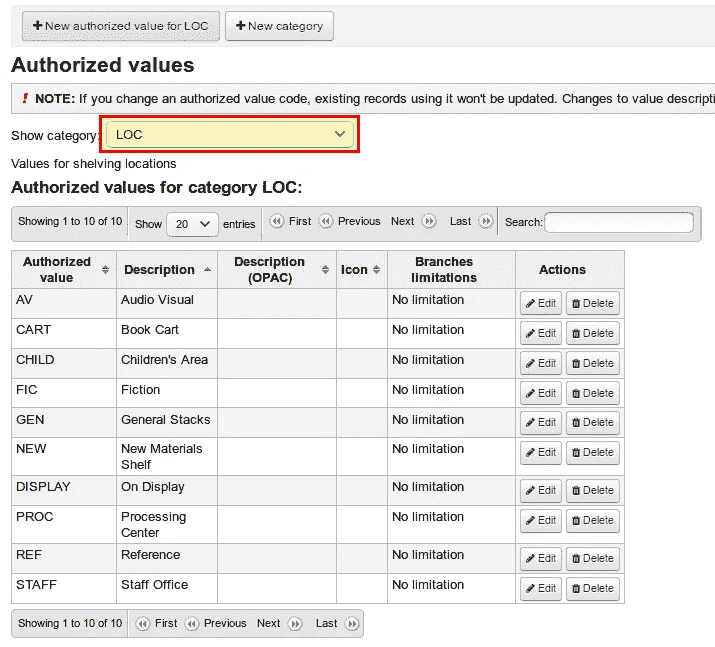 New authorized value for LOC New category
Authorized values
! NOTE: If you change an authorized value code, existing records using it won't be updated. Changes to value descripti
Show category: LOC
Values for shelving locations
Authorized values for category LOC:
Showing 1 to 10 of 10 Show 20 entries First Previous Next Last Search:
Authorized value Description Description (OPAC) Icon Branches limitations Actions
AV Audio Visual No limitation Edit Delete
CART Book Cart No limitation Edit Delete
CHILD Children's Area No limitation Edit Delete
FIC Fiction No limitation Edit Delete
GEN General Stacks No limitation Edit Delete
NEW New Materials Shelf No limitation Edit Delete
DISPLAY On Display No limitation Edit Delete
PROC Processing Center No limitation Edit Delete
REF Reference No limitation Edit Delete
STAFF Staff Office No limitation Edit Delete
Showing 1 to 10 of 10 First Previous Next Last